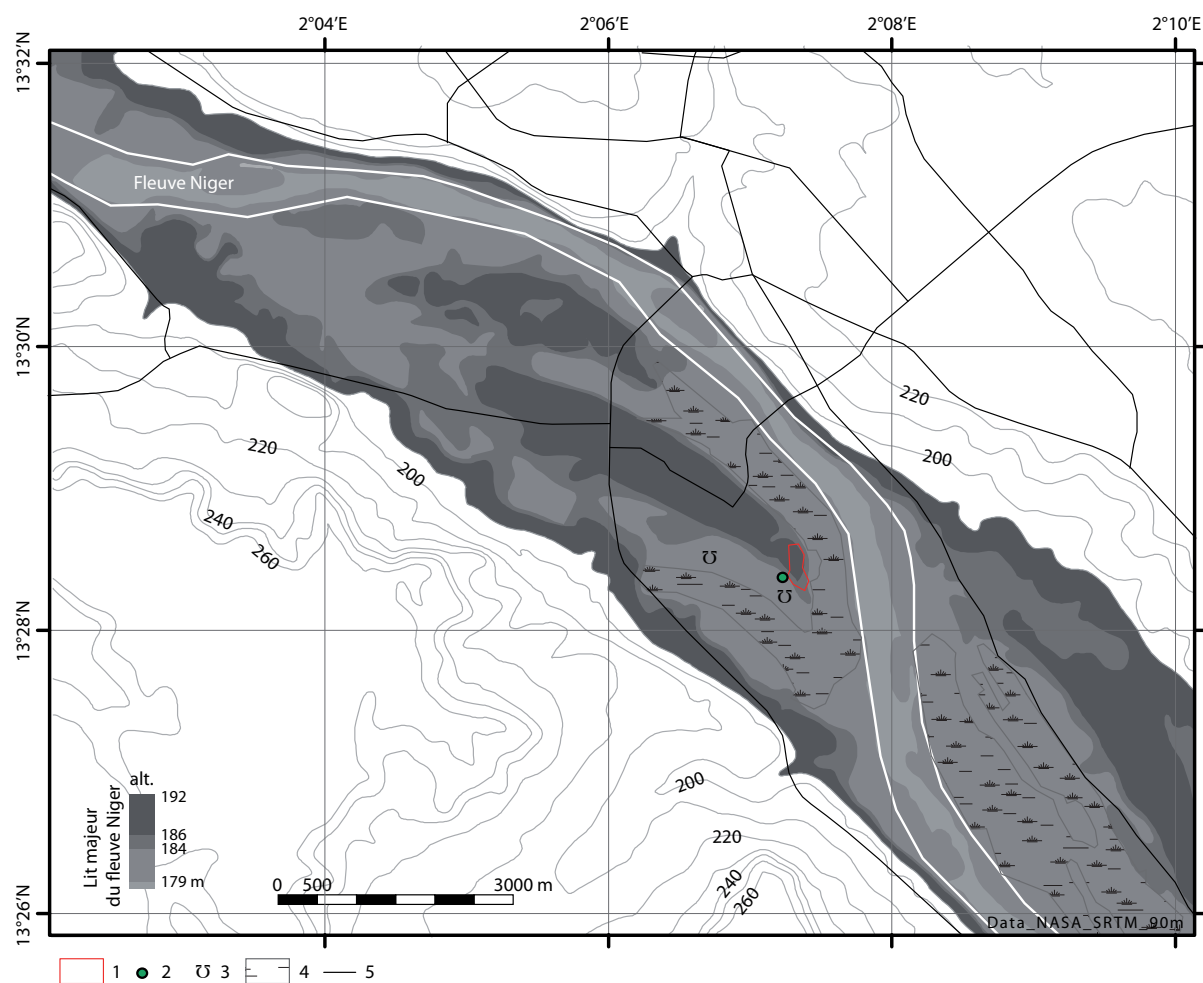 2°04′E 2°06′E 2°08′E 2°10′E
13°32′N
Fleuve Niger
13°30′N
220
200
220
200
240
260
13°28′N
200
220
240
260
alt.
192
186
184
179 m
Lit majeur
du fleuve Niger
0 500 3000 m
13°26′N
Data_NASA_SRTM_90m
1 2 3 4 5